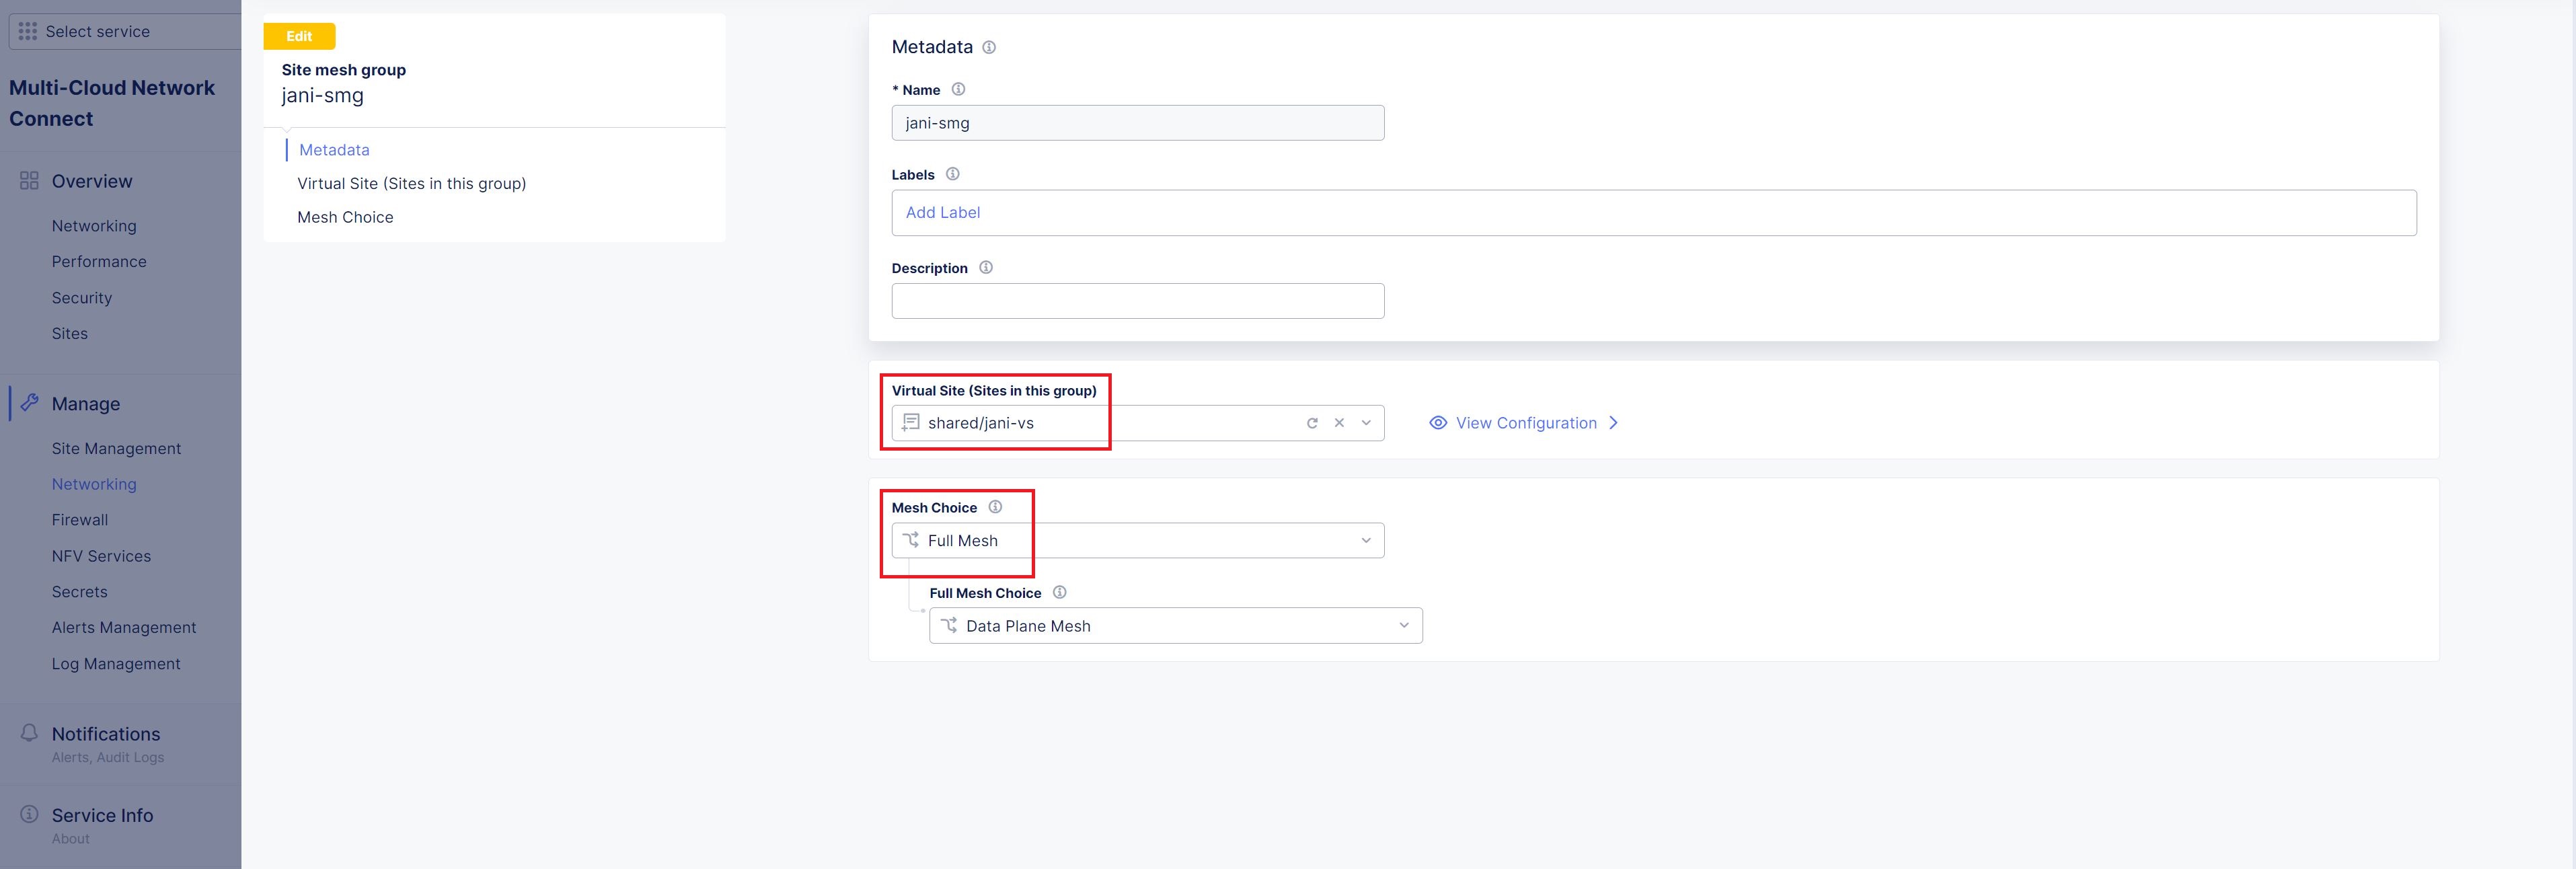 Select service
Multi-Cloud Network
Connect
Overview
Networking
Performance
Security
Sites
Manage
Site Management
Networking
Firewall
NFV Services
Secrets
Alerts Management
Log Management
Notifications
Alerts, Audit Logs
Service Info
About
Edit
Site mesh group
jani-smg
Metadata
Virtual Site (Sites in this group)
Mesh Choice
Metadata
* Name
jani-smg
Labels
Add Label
Description
Virtual Site (Sites in this group)
shared/jani-vs
View Configuration
Mesh Choice
Full Mesh
Full Mesh Choice
Data Plane Mesh